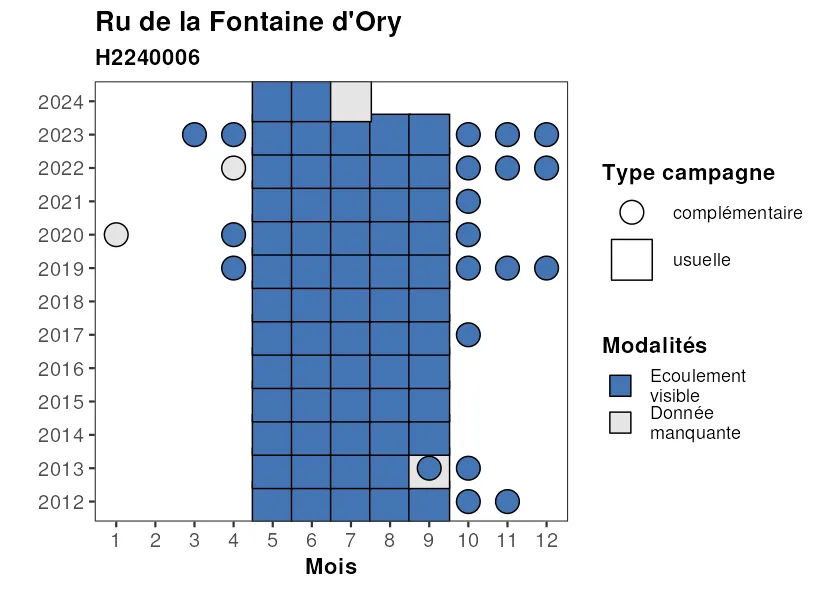 Ru de la Fontaine d'Ory
H2240006
2024
2023
2022
2021
2020
2019
2018
2017
2016
2015
2014
2013
2012
1 2 3 4 5 6 7 8 9 10 11 12
Mois
Type campagne
complémentaire
usuelle
Modalités
Ecoulement
visible
Donnée
manquante